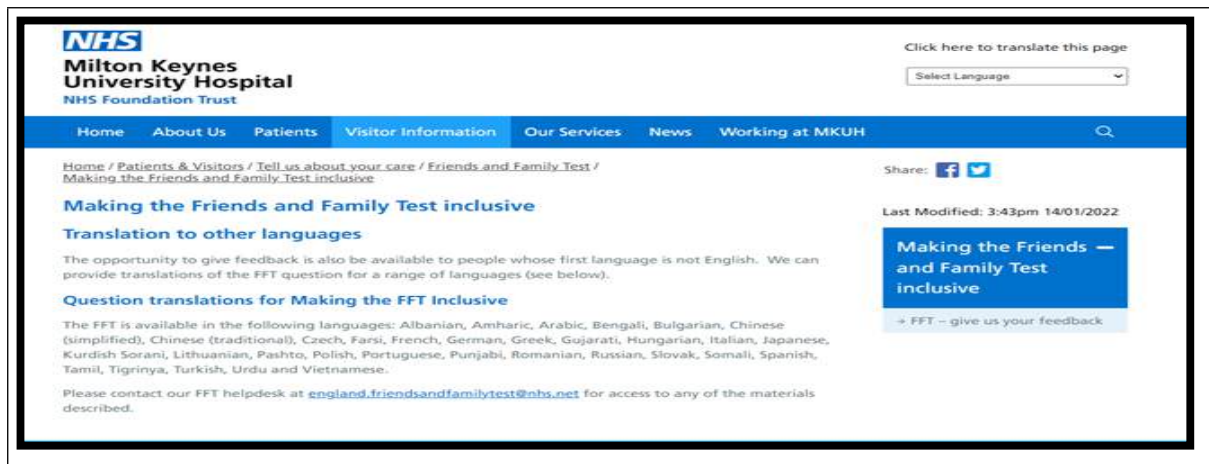 NHS
Milton Keynes
University Hospital
NHS Foundation Trust
Click here to translate this page
Select Language
Home About Us Patients Visitor Information Our Services News Working at MKUH
Home / Patients & Visitors / Tell us about your care / Friends and Family Test /
Making the Friends and Family Test inclusive
Share:
Making the Friends and Family Test inclusive
Last Modified: 3:43pm 14/01/2022
Translation to other languages
The opportunity to give feedback is also be available to people whose first language is not English. We can
provide translations of the FFT question for a range of languages (see below).
Question translations for Making the FFT Inclusive
The FFT is available in the following languages: Albanian, Amharic, Arabic, Bengali, Bulgarian, Chinese
(simplified), Chinese (traditional), Czech, Farsi, French, German, Greek, Gujarati, Hungarian, Italian, Japanese,
Kurdish Sorani, Lithuanian, Pashto, Polish, Portuguese, Punjabi, Romanian, Russian, Slovak, Somali, Spanish,
Tamil, Tigrinya, Turkish, Urdu and Vietnamese.
Please contact our FFT helpdesk at england.friendsandfamilytest@nhs.net for access to any of the materials
described.
Making the Friends
and Family Test
inclusive
→ FFT – give us your feedback